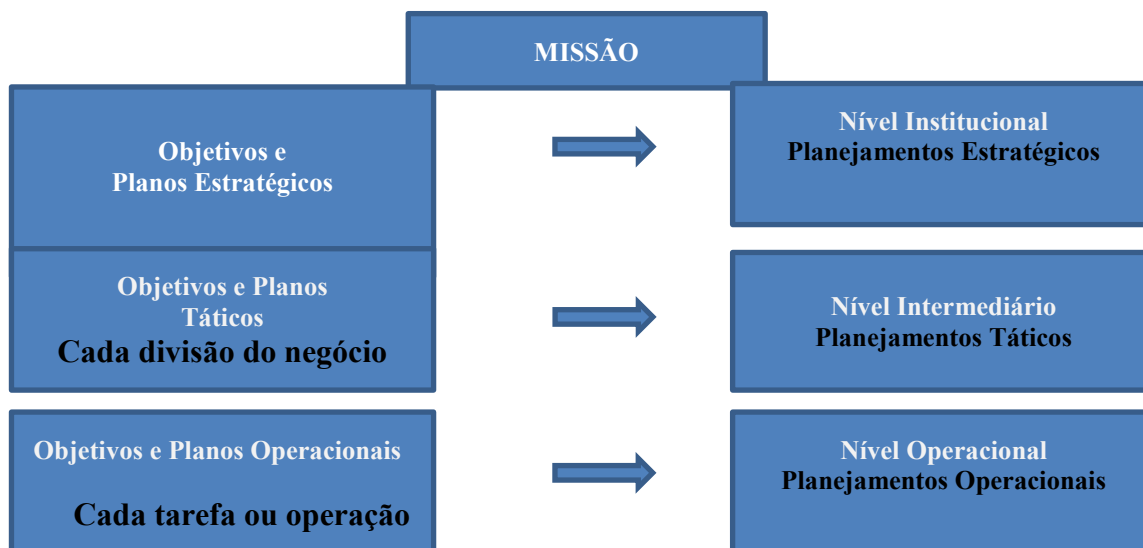 MISSÃO
Objetivos e
Planos Estratégicos
Nível Institucional
Planejamentos Estratégicos
Objetivos e Planos
Táticos
Cada divisão do negócio
Nível Intermediário
Planejamentos Táticos
Objetivos e Planos Operacionais
Cada tarefa ou operação
Nível Operacional
Planejamentos Operacionais